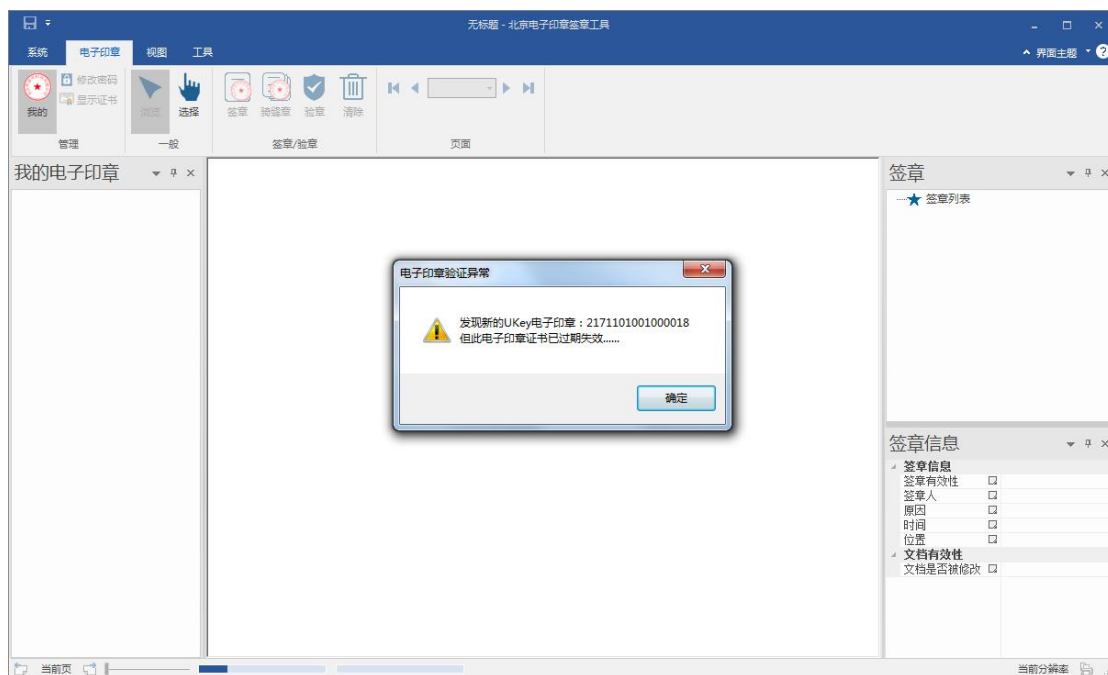 无标题 - 北京电子印章签章工具
系统 电子印章 视图 工具 界面主题
我的 修改密码 显示证书 浏览 选择 签章 骑缝章 验章 清除
管理 一般 签章/验章 页面
我的电子印章
签章
签章列表
电子印章验证异常
发现新的UKey电子印章：2171101001000018
但此电子印章证书已过期失效......
确定
签章信息
签章信息
签章有效性
签章人
原因
时间
位置
文档有效性
文档是否被修改
当前页 当前分辨率